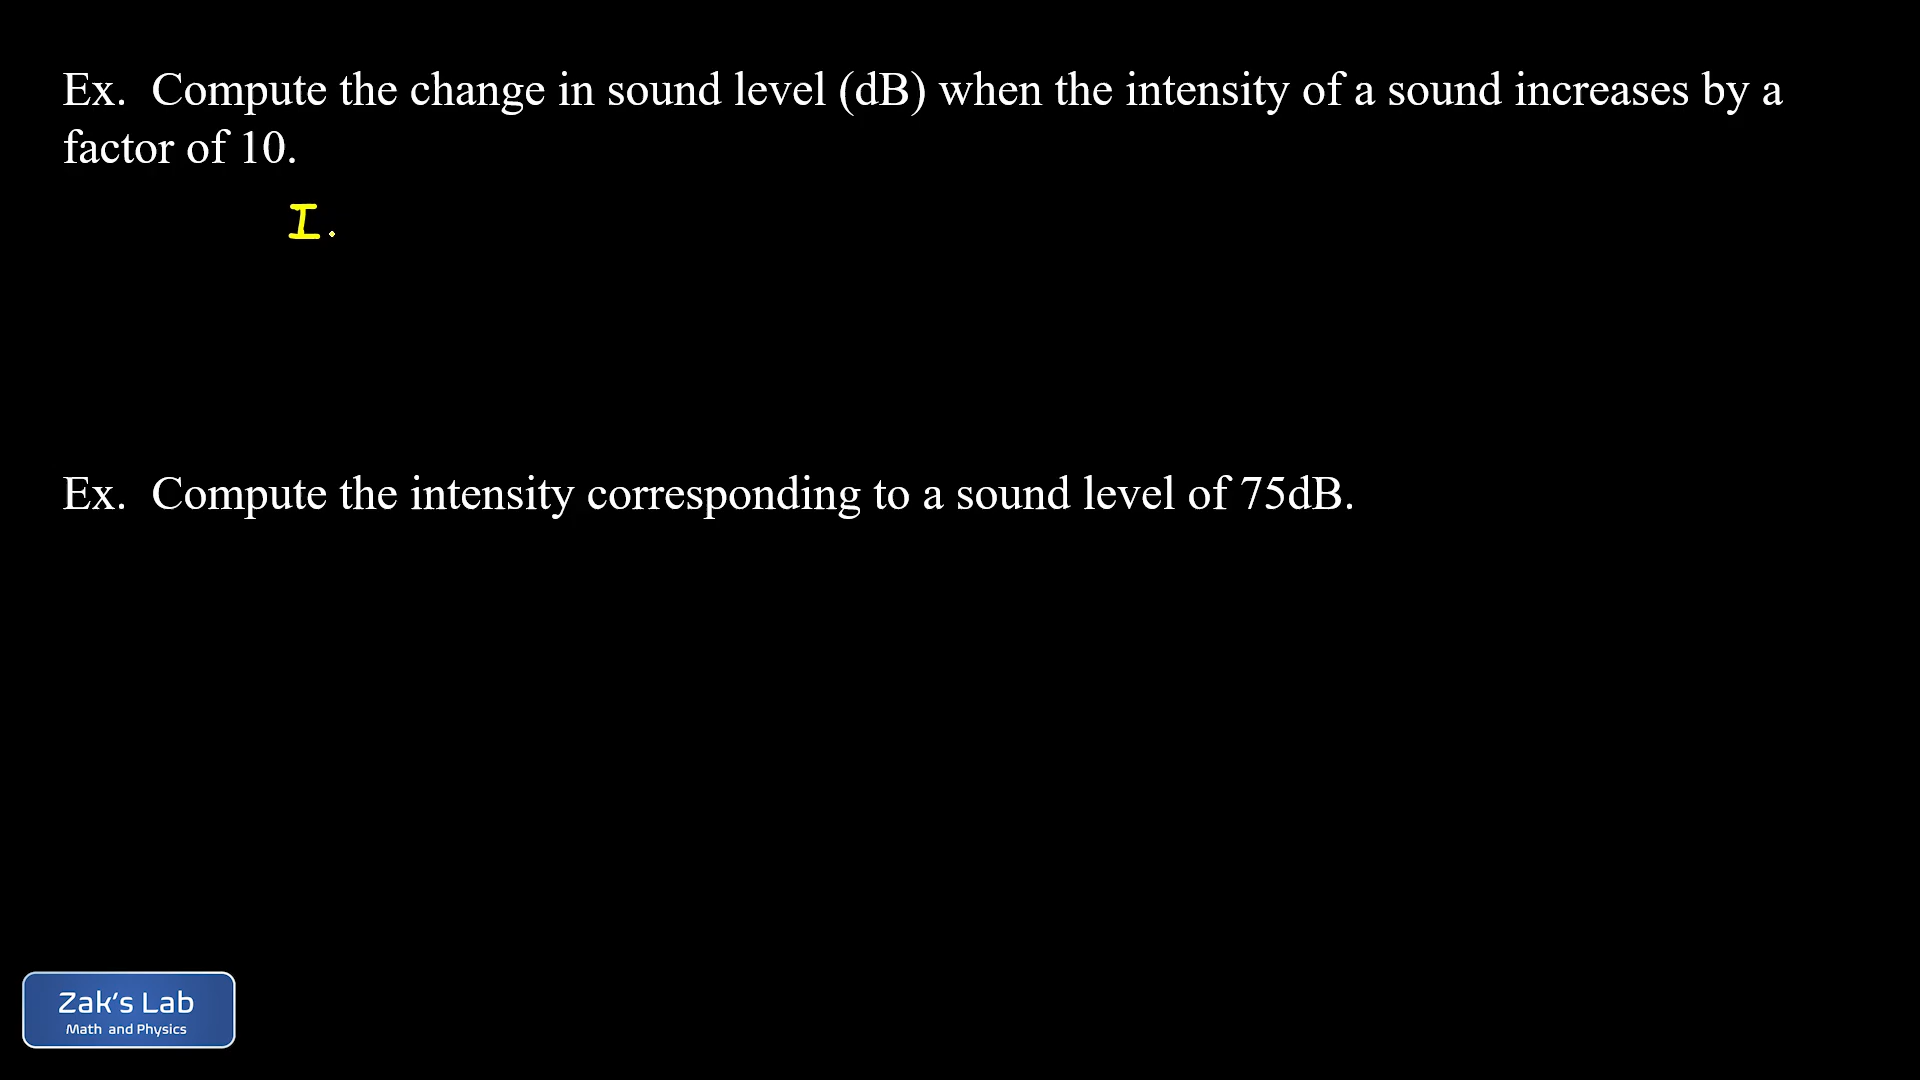 Ex. Compute the change in sound level (dB) when the intensity of a sound increases by a
factor of 10.
I.
Ex. Compute the intensity corresponding to a sound level of 75dB.
Zak's Lab
Math and Physics